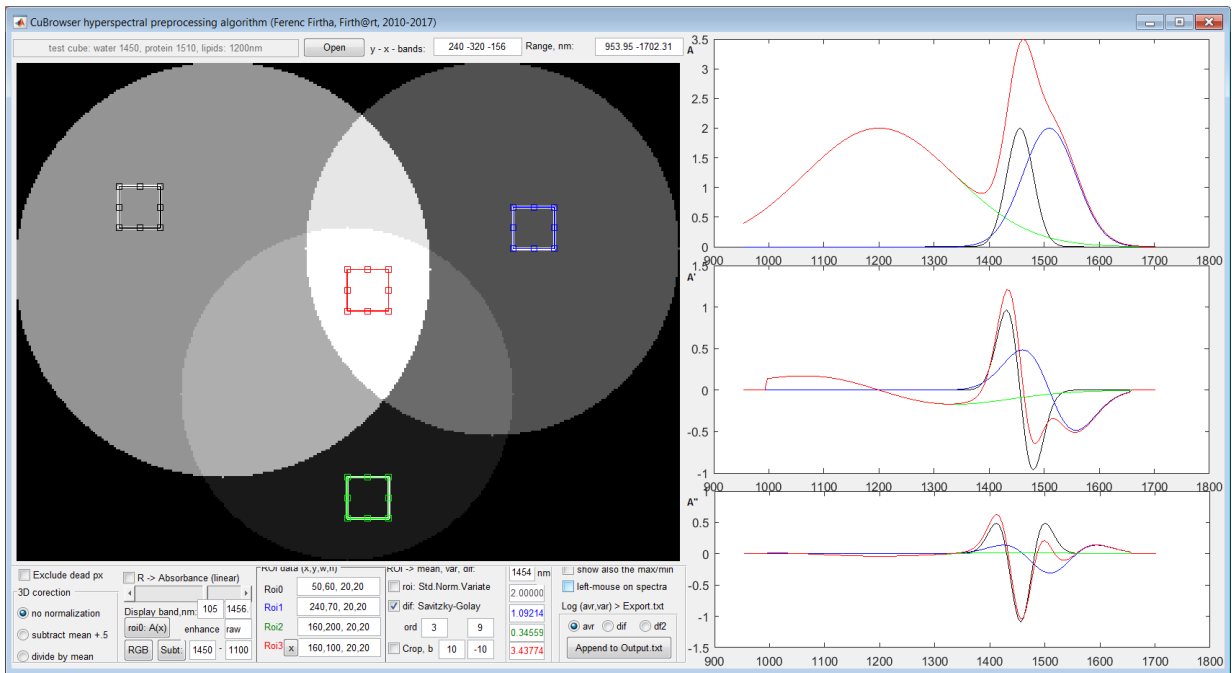 CuBrowser hyperspectral preprocessing algorithm (Ferenc Firtha, Firth@rt, 2010-2017)
test cube: water 1450, protein 1510, lipids: 1200nm
Open
y - x - bands:
240 -320 -156
Range, nm:
953.95 -1702.31
A
3.5
3
2.5
2
1.5
1
0.5
0
900 1000 1100 1200 1300 1400 1500 1600 1700 1800
A'
1.5
1
0.5
0
-0.5
-1
900 1000 1100 1200 1300 1400 1500 1600 1700 1800
A''
1
0.5
0
-0.5
-1
-1.5
900 1000 1100 1200 1300 1400 1500 1600 1700 1800
Exclude dead px
3D corection
no normalization
subtract mean +.5
divide by mean
R -> Absorbance (linear)
Display band,nm: 105 1456.
roi0: A(x) enhance raw
RGB Subt: 1450 - 1100
ROI data (x,y,w,h)
Roi0 50,60, 20,20
Roi1 240,70, 20,20
Roi2 160,200, 20,20
Roi3 x 160,100, 20,20
ROI -> mean, var, dif:
roi: Std.Norm.Variate
dif: Savitzky-Golay
ord 3 9
Crop, b 10 -10
1454 nm
2.00000
1.09214
0.34559
3.43774
show also the max/min
left-mouse on spectra
Log (avr,var) > Export.txt
avr dif df2
Append to Output.txt